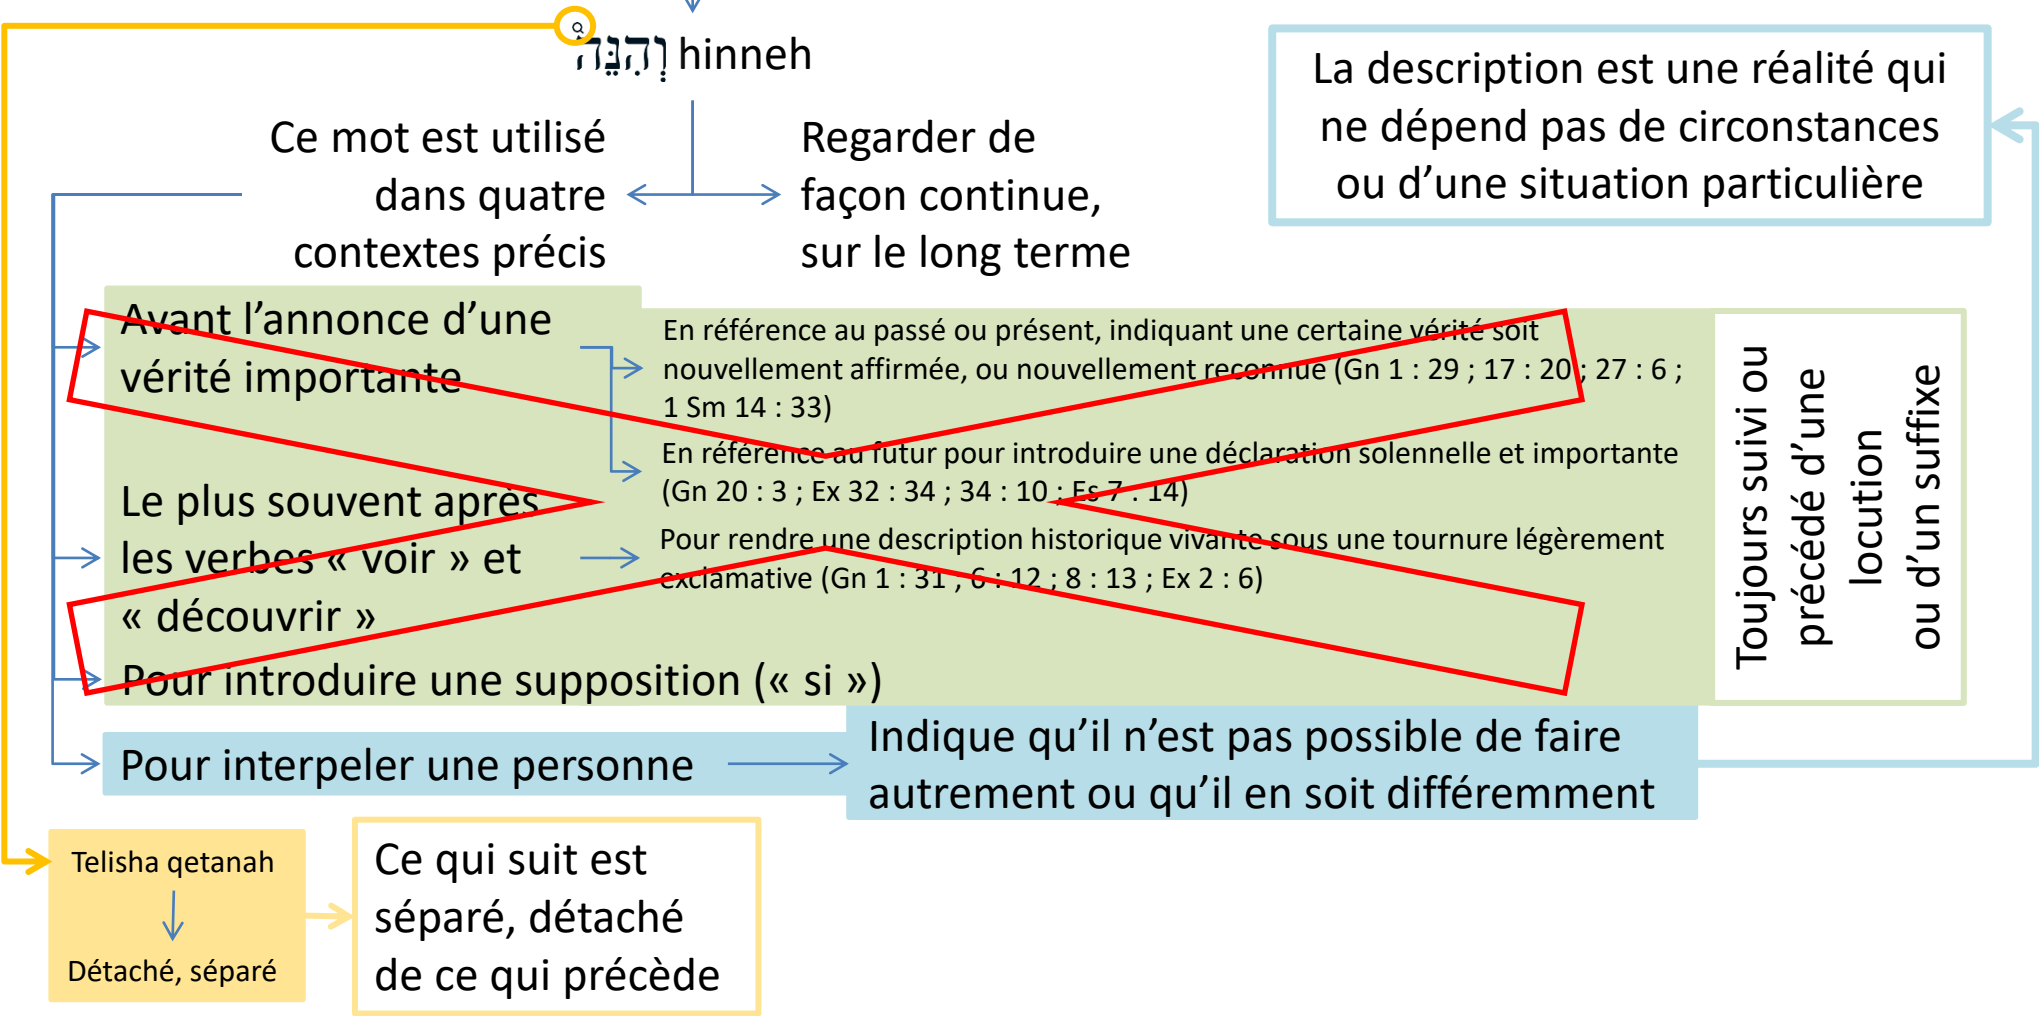 וְהִנֵּה֩ hinneh
Ce mot est utilisé
dans quatre
contextes précis
Regarder de
façon continue,
sur le long terme
La description est une réalité qui
ne dépend pas de circonstances
ou d’une situation particulière
Avant l’annonce d’une
vérité importante
En référence au passé ou présent, indiquant une certaine vérité soit
nouvellement affirmée, ou nouvellement reconnue (Gn 1 : 29 ; 17 : 20 ; 27 : 6 ;
1 Sm 14 : 33)
En référence au futur pour introduire une déclaration solennelle et importante
(Gn 20 : 3 ; Ex 32 : 34 ; 34 : 10 ; Es 7 : 14)
Le plus souvent après
les verbes « voir » et
« découvrir »
Pour rendre une description historique vivante sous une tournure légèrement
exclamative (Gn 1 : 31 ; 6 : 12 ; 8 : 13 ; Ex 2 : 6)
Pour introduire une supposition (« si »)
Toujours suivi ou
précédé d’une
locution
ou d’un suffixe
Pour interpeler une personne
Indique qu’il n’est pas possible de faire
autrement ou qu’il en soit différemment
Telisha qetanah
Détaché, séparé
Ce qui suit est
séparé, détaché
de ce qui précède